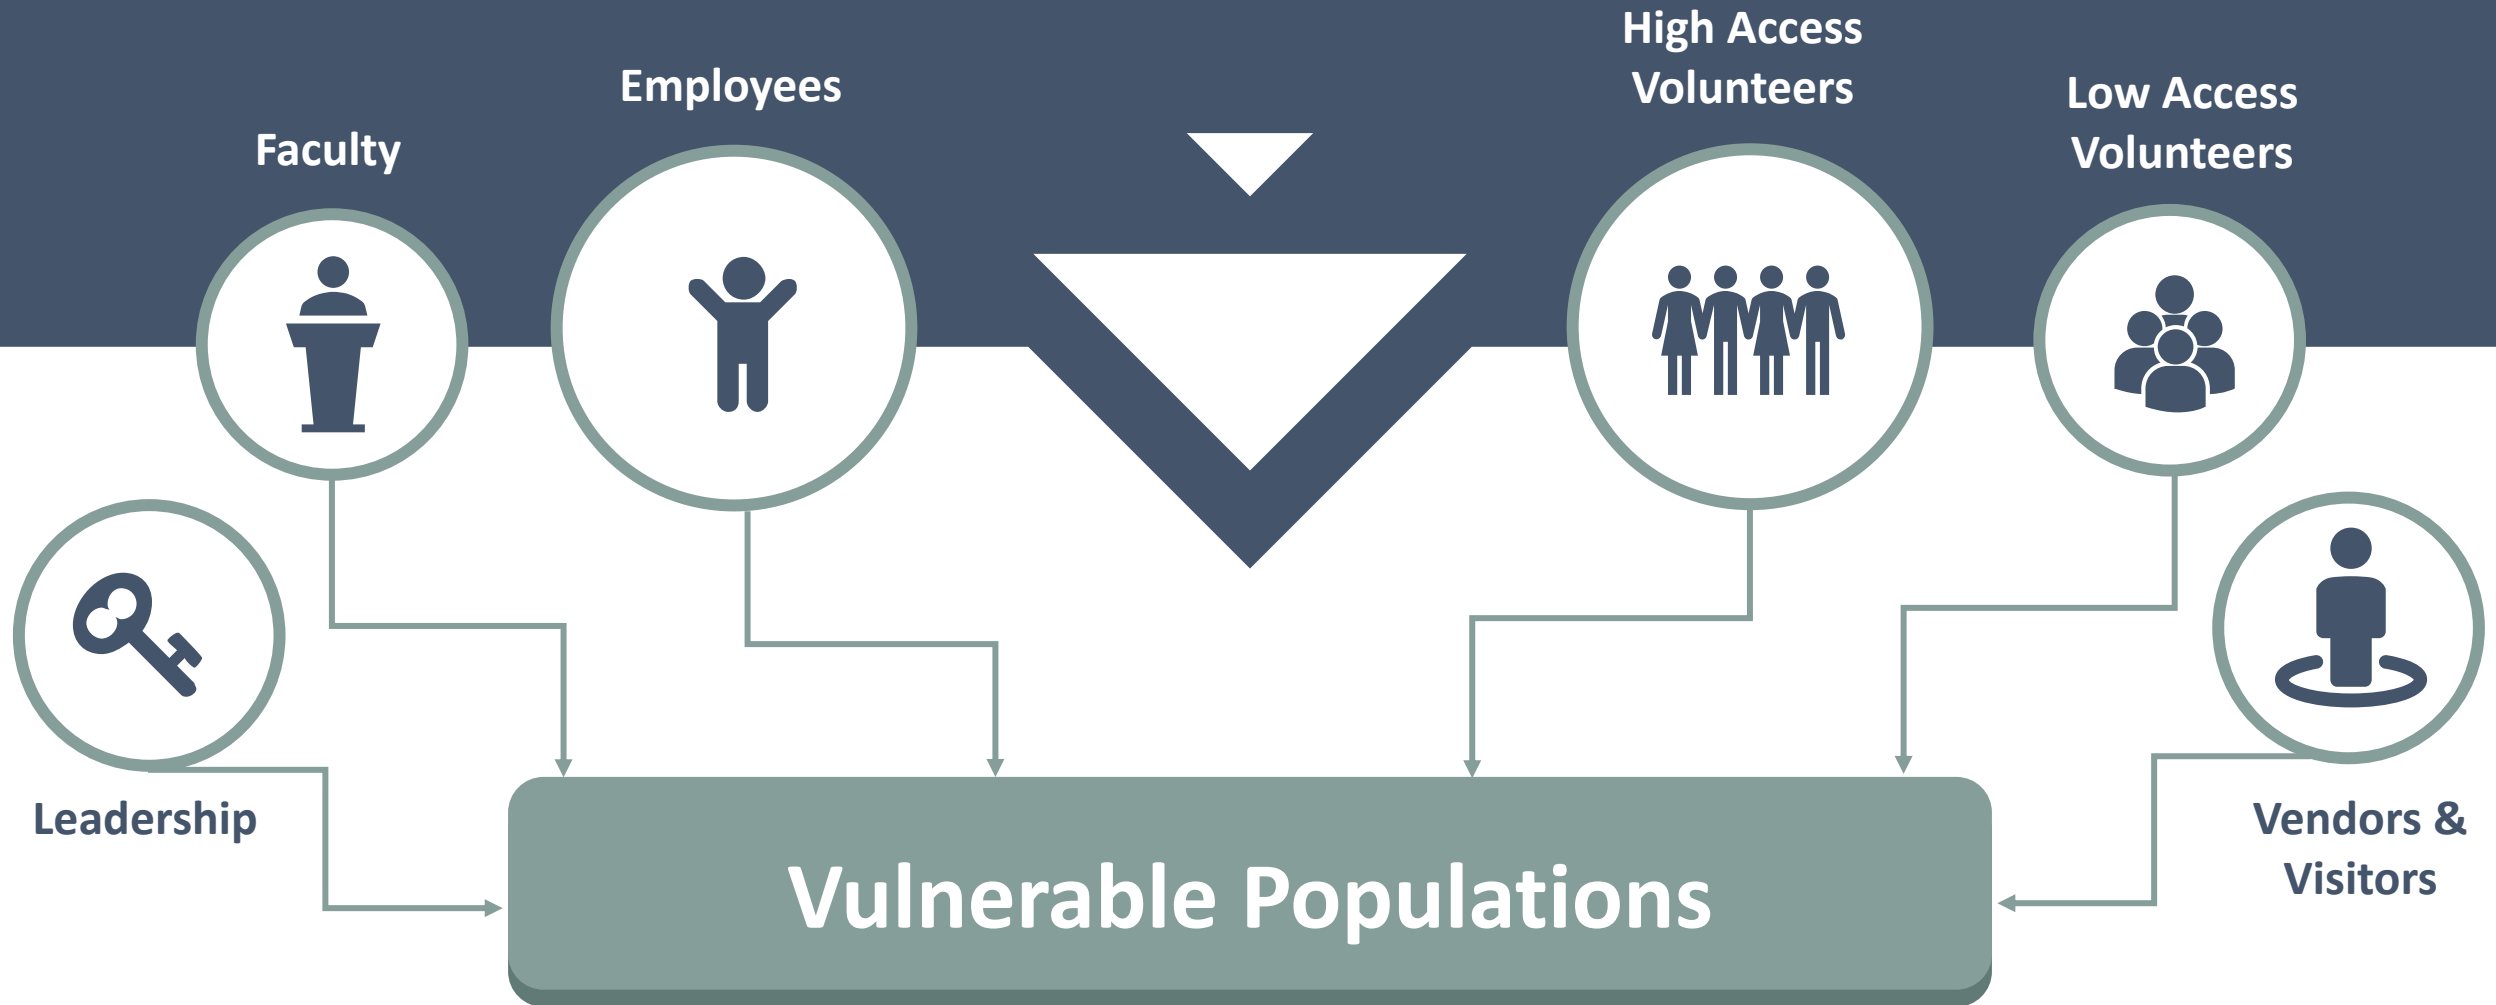 Faculty
Employees
High Access
Volunteers
Low Access
Volunteers
Leadership
Vendors &
Visitors
Vulnerable Populations